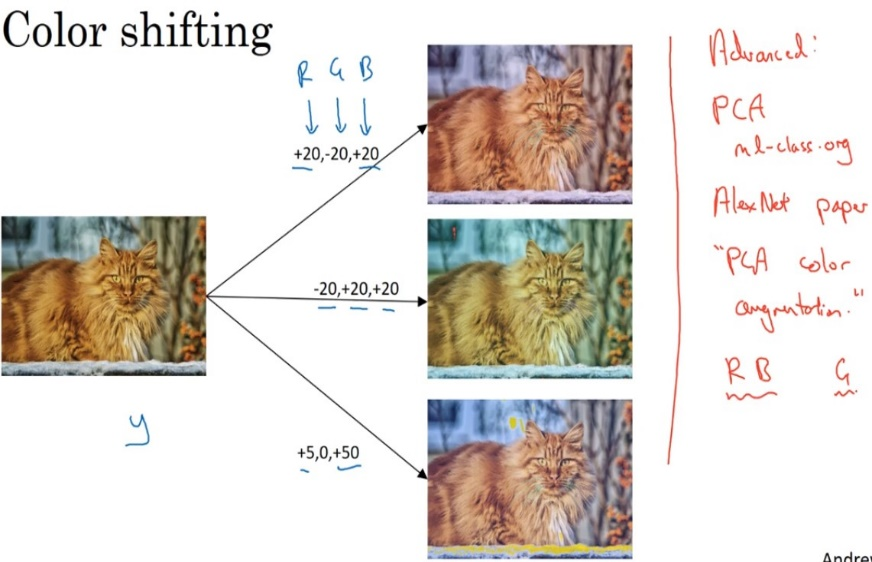 Color shifting
R G B
+20,-20,+20
-20,+20,+20
+5,0,+50
y
Advanced:
PCA
ml-class.org
AlexNet paper
"PCA color
augmentation."
R B G
Andrew